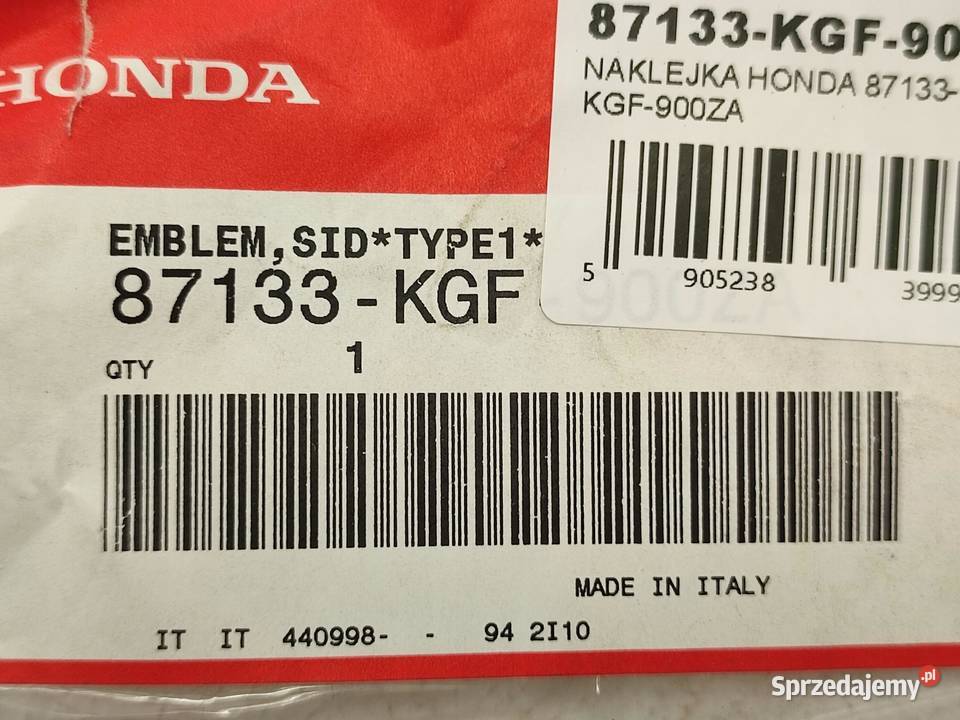 HONDA
87133-KGF-90
NAKLEJKA HONDA 87133-
KGF-900ZA
5 905238 3999
EMBLEM,SID*TYPE1*
87133-KGF-900ZA
QTY 1
MADE IN ITALY
IT IT 440998- - 94 2I10
Sprzedajemy.pl